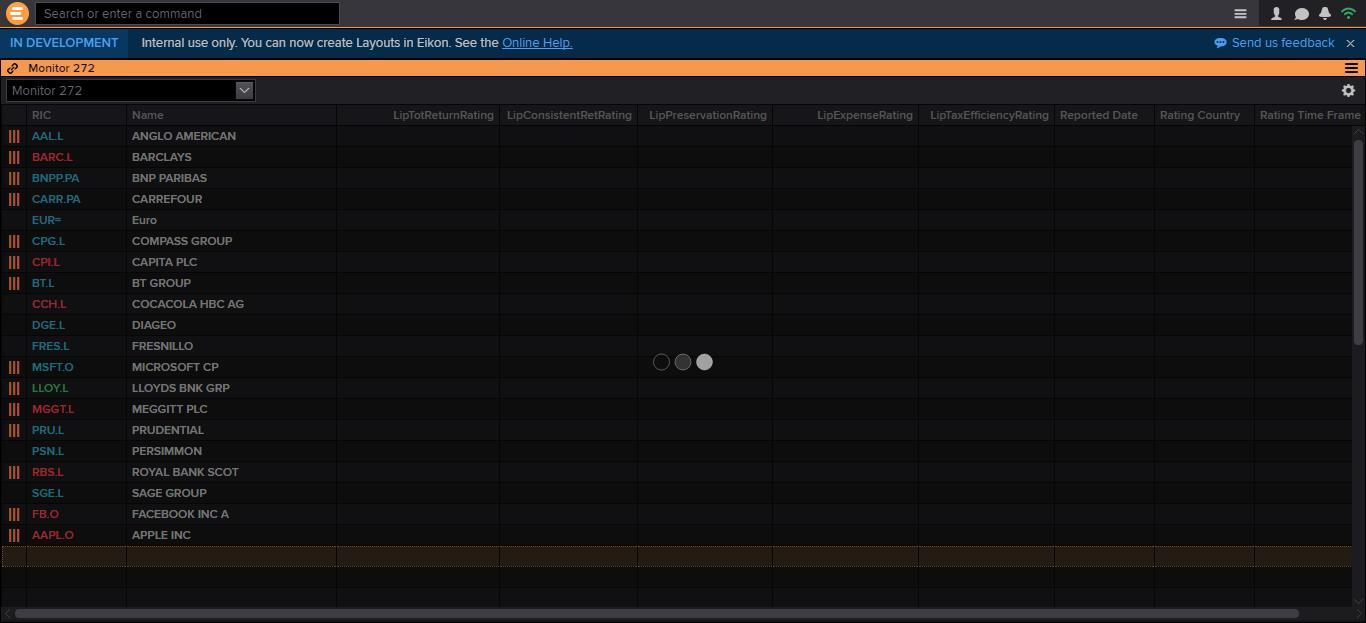 Search or enter a command
IN DEVELOPMENT Internal use only. You can now create Layouts in Eikon. See the Online Help. Send us feedback
Monitor 272
Monitor 272
RIC Name LipTotReturnRating LipConsistentRetRating LipPreservationRating LipExpenseRating LipTaxEfficiencyRating Reported Date Rating Country Rating Time Frame
AAL.L ANGLO AMERICAN
BARC.L BARCLAYS
BNPP.PA BNP PARIBAS
CARR.PA CARREFOUR
EUR= Euro
CPG.L COMPASS GROUP
CPI.L CAPITA PLC
BT.L BT GROUP
CCH.L COCACOLA HBC AG
DGE.L DIAGEO
FRES.L FRESNILLO
MSFT.O MICROSOFT CP
LLOY.L LLOYDS BNK GRP
MGGT.L MEGGITT PLC
PRU.L PRUDENTIAL
PSN.L PERSIMMON
RBS.L ROYAL BANK SCOT
SGE.L SAGE GROUP
FB.O FACEBOOK INC A
AAPL.O APPLE INC